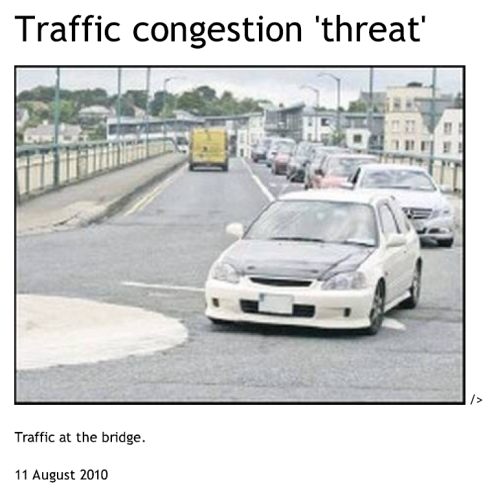 Traffic congestion 'threat'
/>
Traffic at the bridge.
11 August 2010